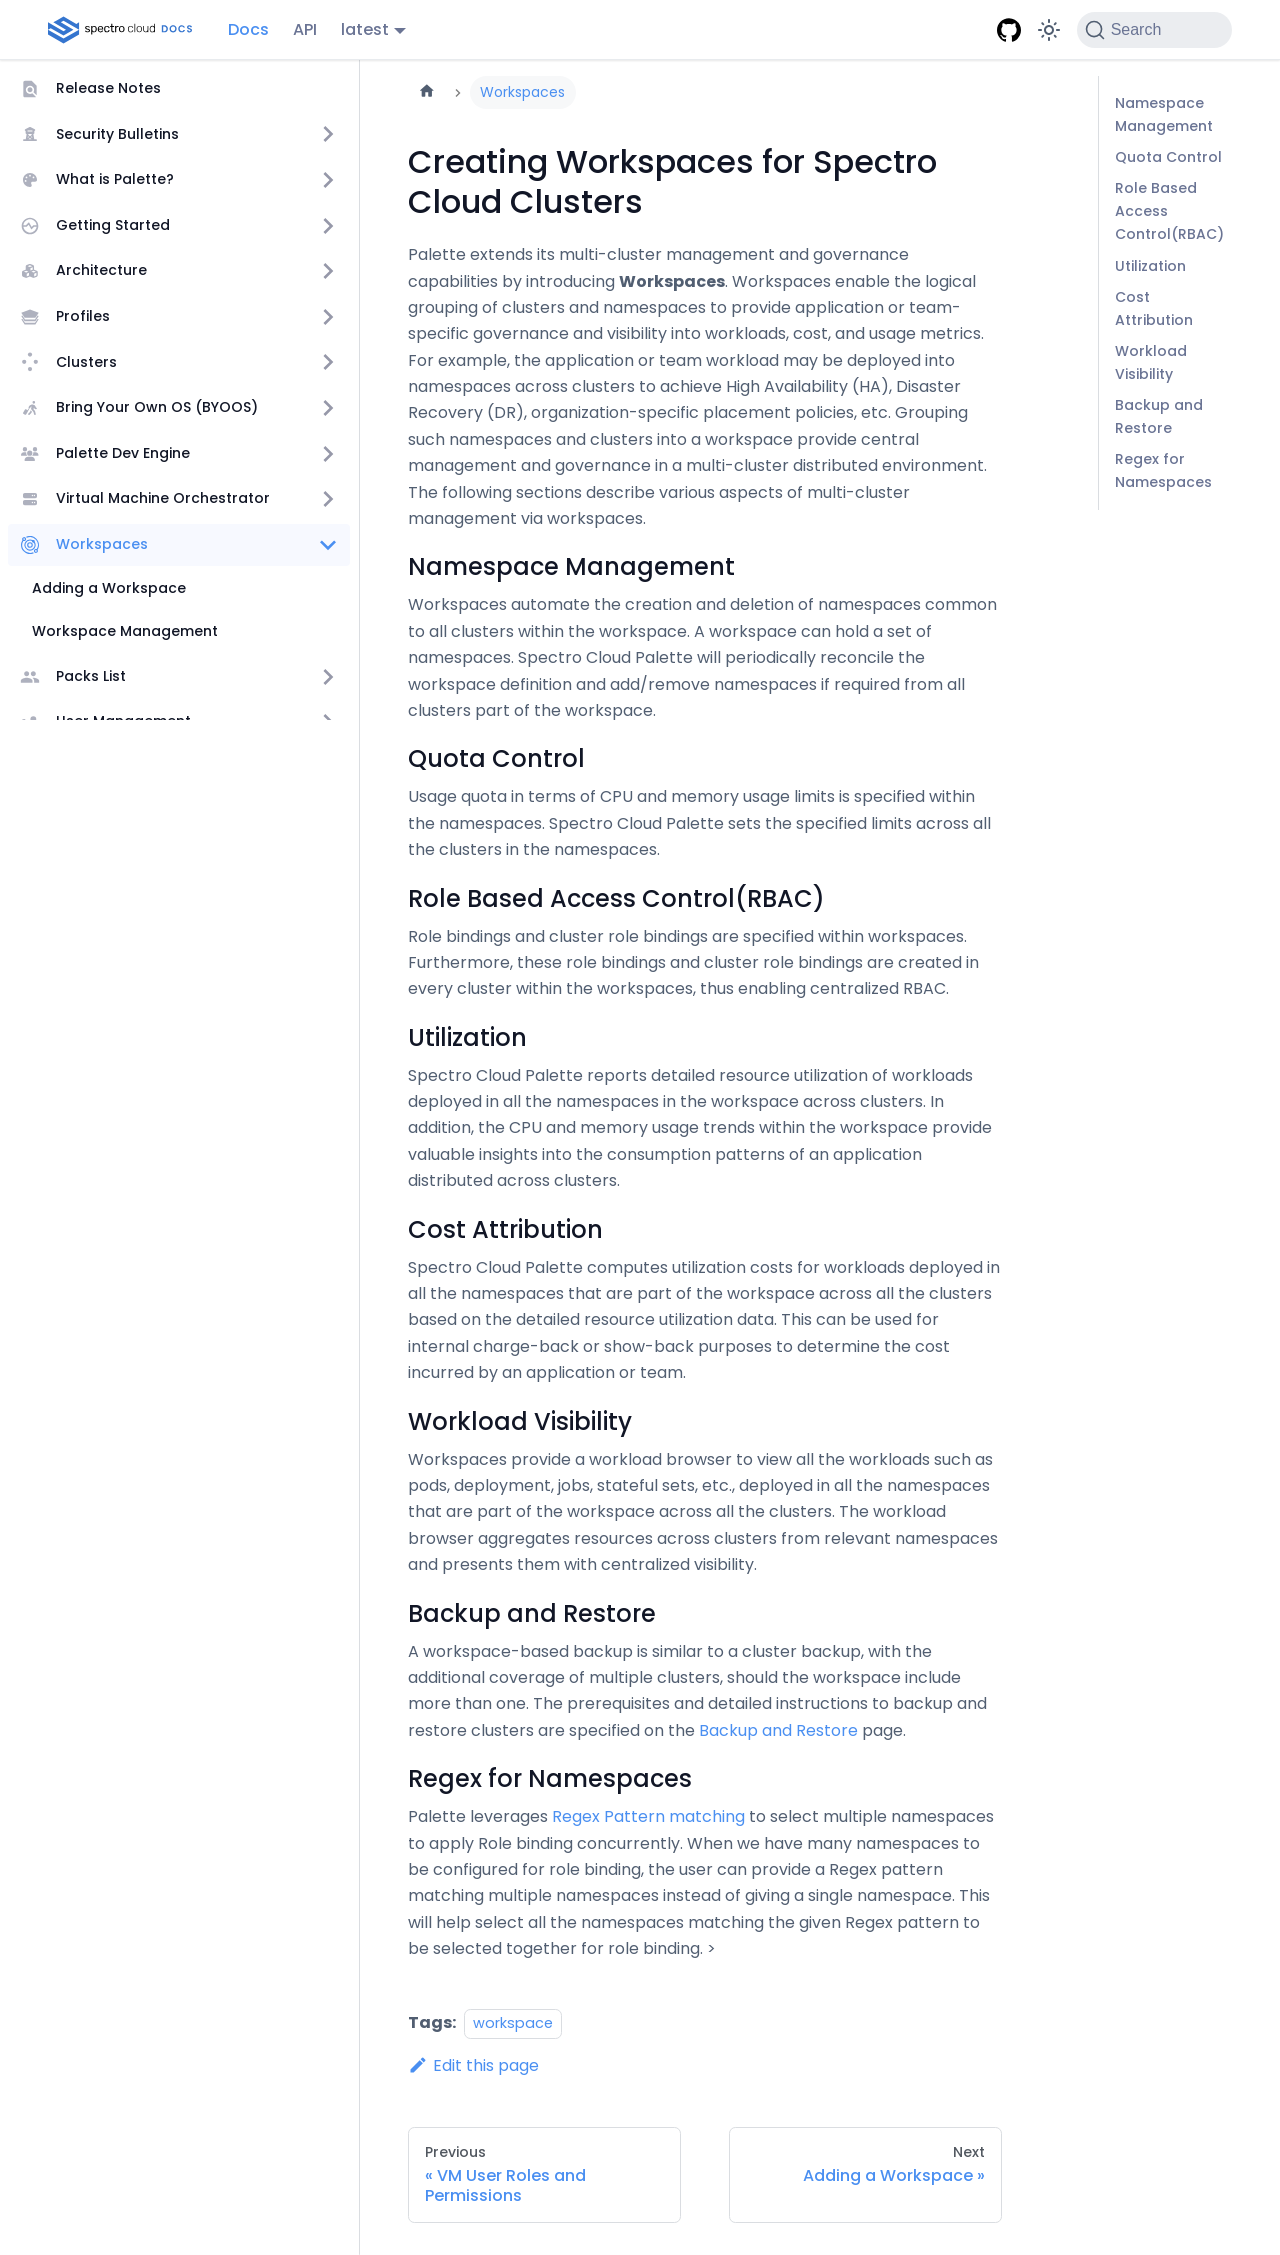 spectro cloud DOCS
Docs
API
latest
Search
Release Notes
Security Bulletins
What is Palette?
Getting Started
Architecture
Profiles
Clusters
Bring Your Own OS (BYOOS)
Palette Dev Engine
Virtual Machine Orchestrator
Workspaces
Adding a Workspace
Workspace Management
Packs List
User Management
Workspaces
Creating Workspaces for Spectro
Cloud Clusters
Palette extends its multi-cluster management and governance
capabilities by introducing Workspaces. Workspaces enable the logical
grouping of clusters and namespaces to provide application or team-
specific governance and visibility into workloads, cost, and usage metrics.
For example, the application or team workload may be deployed into
namespaces across clusters to achieve High Availability (HA), Disaster
Recovery (DR), organization-specific placement policies, etc. Grouping
such namespaces and clusters into a workspace provide central
management and governance in a multi-cluster distributed environment.
The following sections describe various aspects of multi-cluster
management via workspaces.
Namespace Management
Workspaces automate the creation and deletion of namespaces common
to all clusters within the workspace. A workspace can hold a set of
namespaces. Spectro Cloud Palette will periodically reconcile the
workspace definition and add/remove namespaces if required from all
clusters part of the workspace.
Quota Control
Usage quota in terms of CPU and memory usage limits is specified within
the namespaces. Spectro Cloud Palette sets the specified limits across all
the clusters in the namespaces.
Role Based Access Control(RBAC)
Role bindings and cluster role bindings are specified within workspaces.
Furthermore, these role bindings and cluster role bindings are created in
every cluster within the workspaces, thus enabling centralized RBAC.
Utilization
Spectro Cloud Palette reports detailed resource utilization of workloads
deployed in all the namespaces in the workspace across clusters. In
addition, the CPU and memory usage trends within the workspace provide
valuable insights into the consumption patterns of an application
distributed across clusters.
Cost Attribution
Spectro Cloud Palette computes utilization costs for workloads deployed in
all the namespaces that are part of the workspace across all the clusters
based on the detailed resource utilization data. This can be used for
internal charge-back or show-back purposes to determine the cost
incurred by an application or team.
Workload Visibility
Workspaces provide a workload browser to view all the workloads such as
pods, deployment, jobs, stateful sets, etc., deployed in all the namespaces
that are part of the workspace across all the clusters. The workload
browser aggregates resources across clusters from relevant namespaces
and presents them with centralized visibility.
Backup and Restore
A workspace-based backup is similar to a cluster backup, with the
additional coverage of multiple clusters, should the workspace include
more than one. The prerequisites and detailed instructions to backup and
restore clusters are specified on the Backup and Restore page.
Regex for Namespaces
Palette leverages Regex Pattern matching to select multiple namespaces
to apply Role binding concurrently. When we have many namespaces to
be configured for role binding, the user can provide a Regex pattern
matching multiple namespaces instead of giving a single namespace. This
will help select all the namespaces matching the given Regex pattern to
be selected together for role binding. >
Tags: workspace
Edit this page
Previous
« VM User Roles and
Permissions
Next
Adding a Workspace »
Namespace
Management
Quota Control
Role Based
Access
Control(RBAC)
Utilization
Cost
Attribution
Workload
Visibility
Backup and
Restore
Regex for
Namespaces